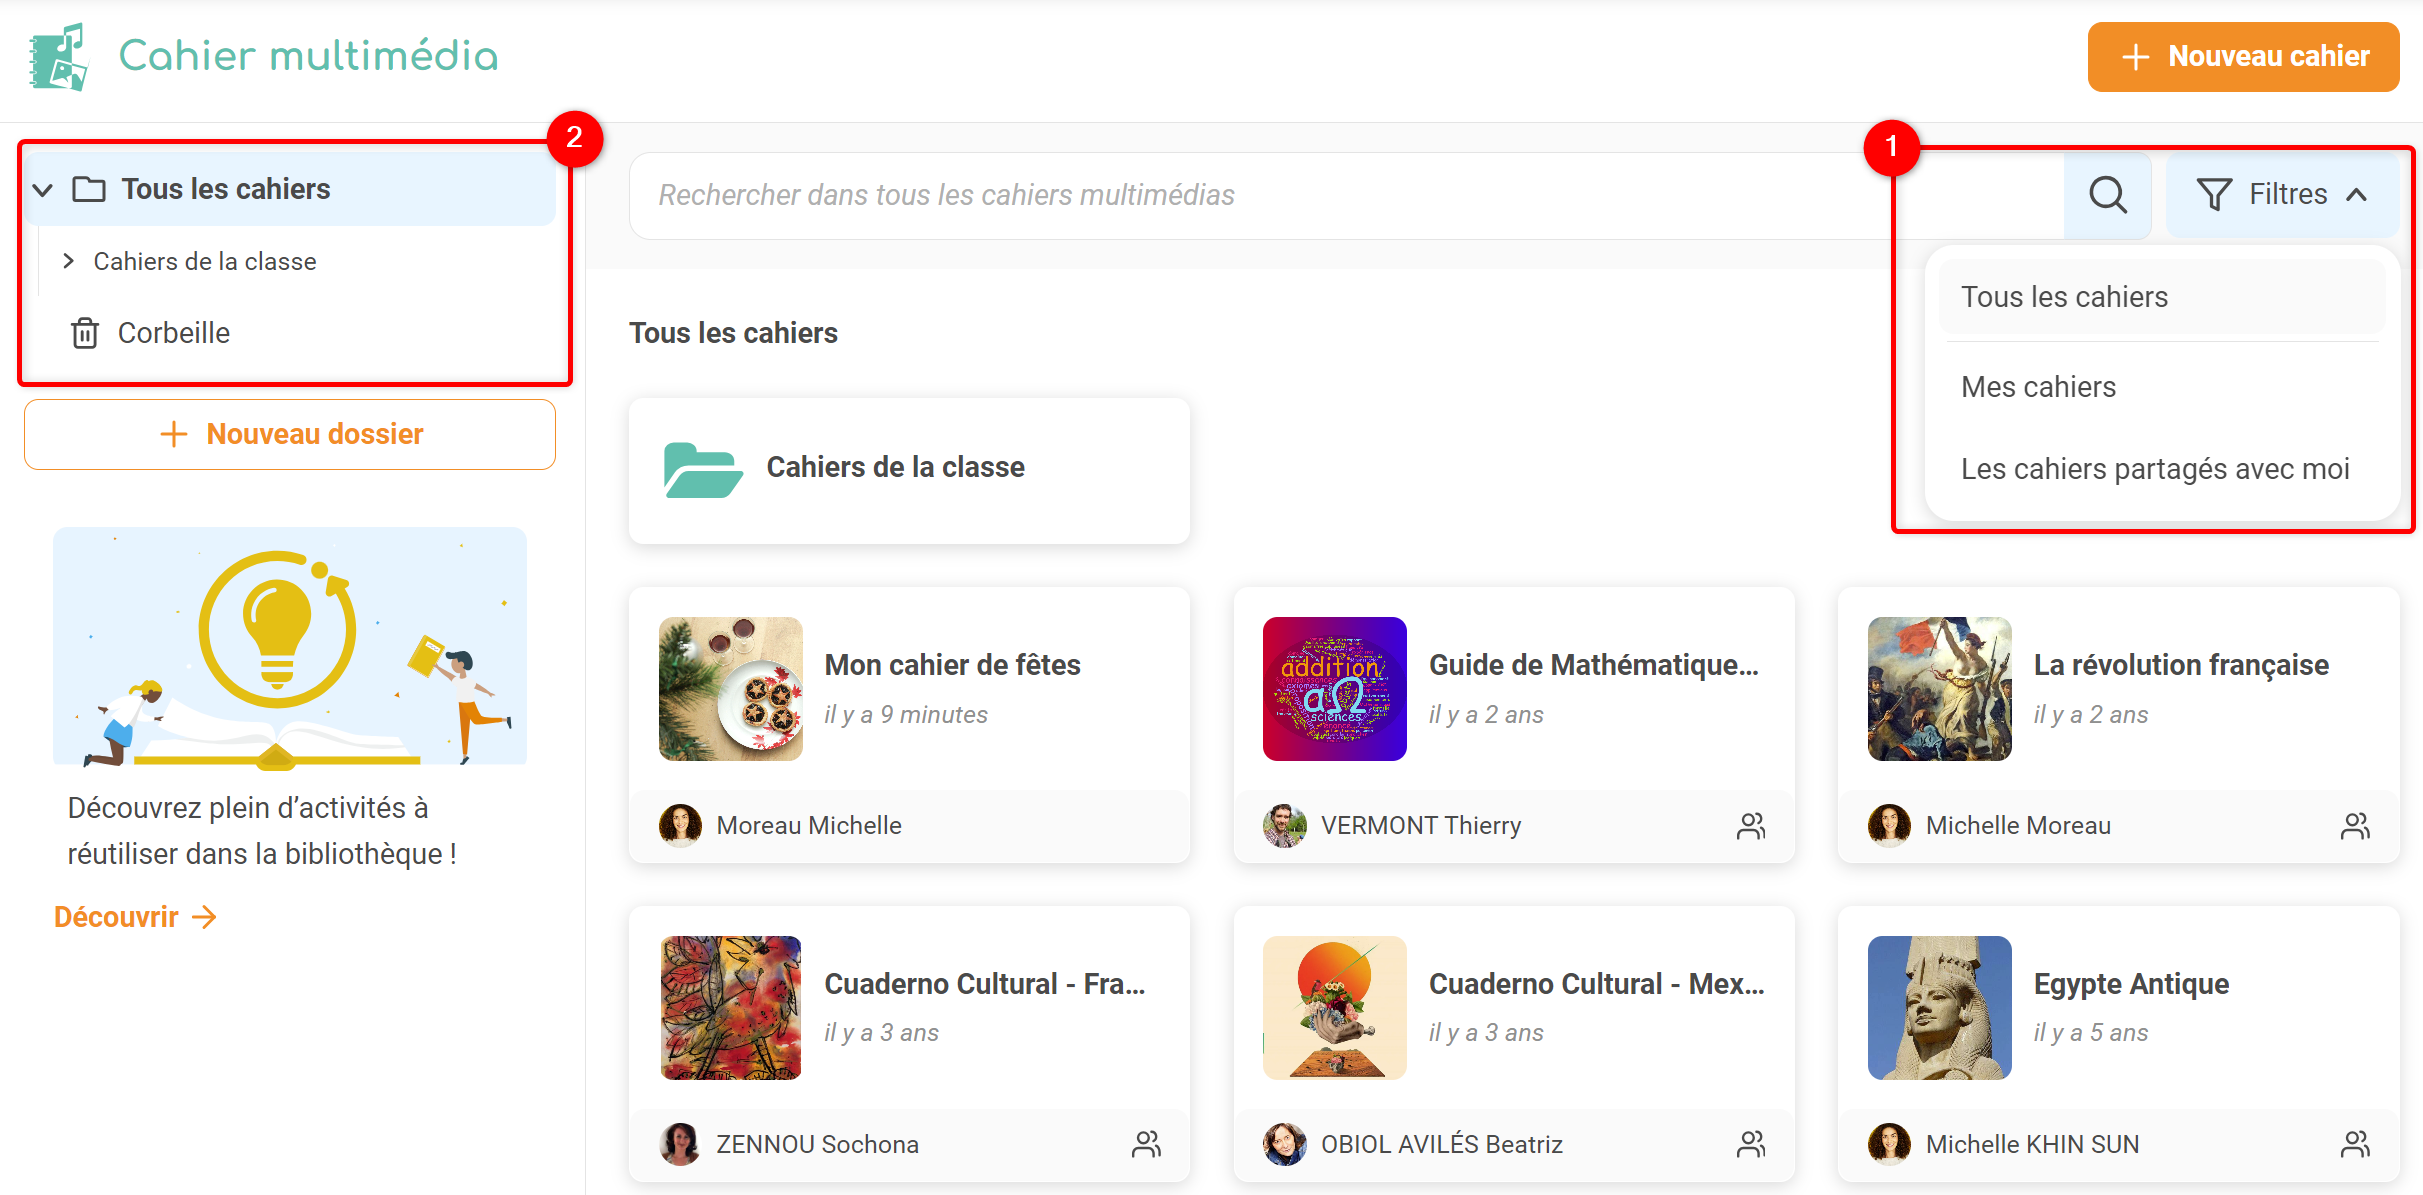 Cahier multimédia
Nouveau cahier
2
1
Tous les cahiers
Cahiers de la classe
Corbeille
Nouveau dossier
Découvrez plein d’activités à
réutiliser dans la bibliothèque !
Découvrir
Rechercher dans tous les cahiers multimédias
Filtres
Tous les cahiers
Mes cahiers
Les cahiers partagés avec moi
Tous les cahiers
Cahiers de la classe
Mon cahier de fêtes
il y a 9 minutes
Moreau Michelle
addition
aΩ
sciences
Guide de Mathématique...
il y a 2 ans
VERMONT Thierry
La révolution française
il y a 2 ans
Michelle Moreau
Cuaderno Cultural - Fra...
il y a 3 ans
ZENNOU Sochona
Cuaderno Cultural - Mex...
il y a 3 ans
OBIOL AVILÉS Beatriz
Egypte Antique
il y a 5 ans
Michelle KHIN SUN